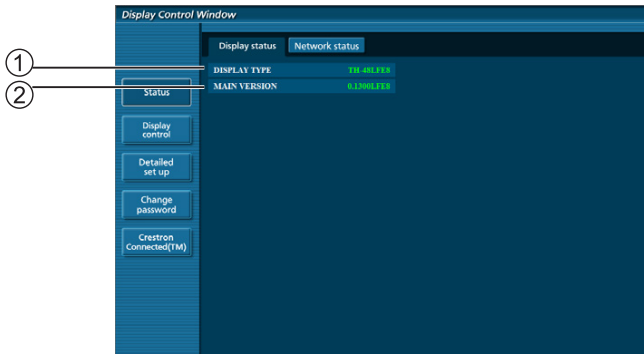 Display Control Window
Display status
Network status
① DISPLAY TYPE TH-48LFE8
② MAIN VERSION 0.1300LFE8
Status
Display
control
Detailed
set up
Change
password
Crestron
Connected(TM)